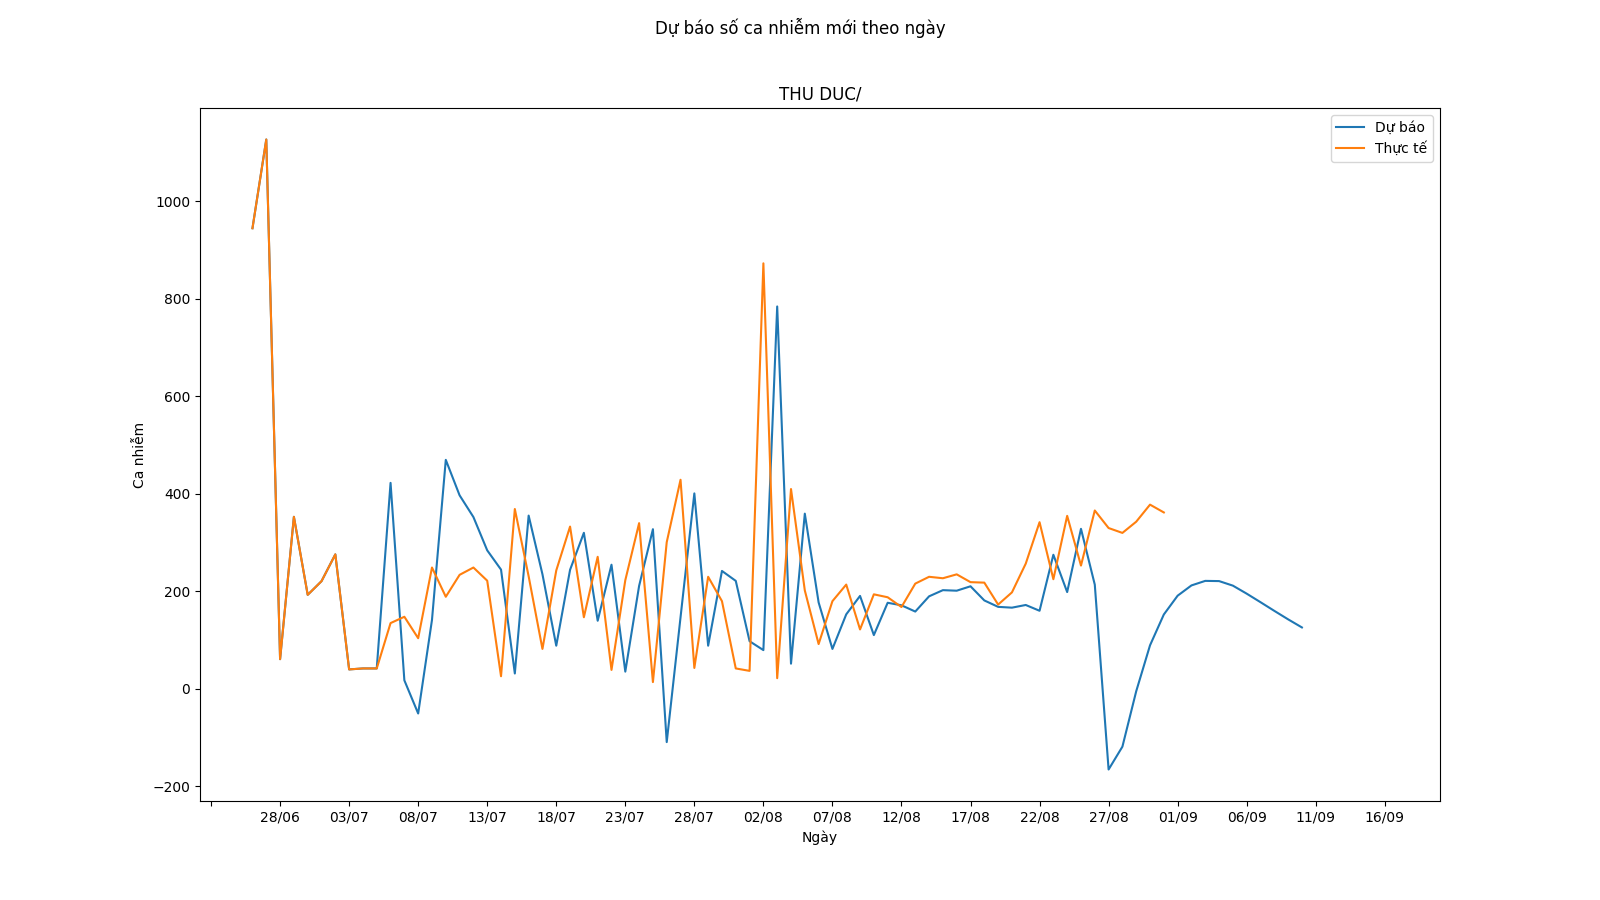 Dự báo số ca nhiễm mới theo ngày
THU DUC/
Dự báo
Thực tế
1000
800
600
400
200
0
−200
Ca nhiễm
28/06 03/07 08/07 13/07 18/07 23/07 28/07 02/08 07/08 12/08 17/08 22/08 27/08 01/09 06/09 11/09 16/09
Ngày